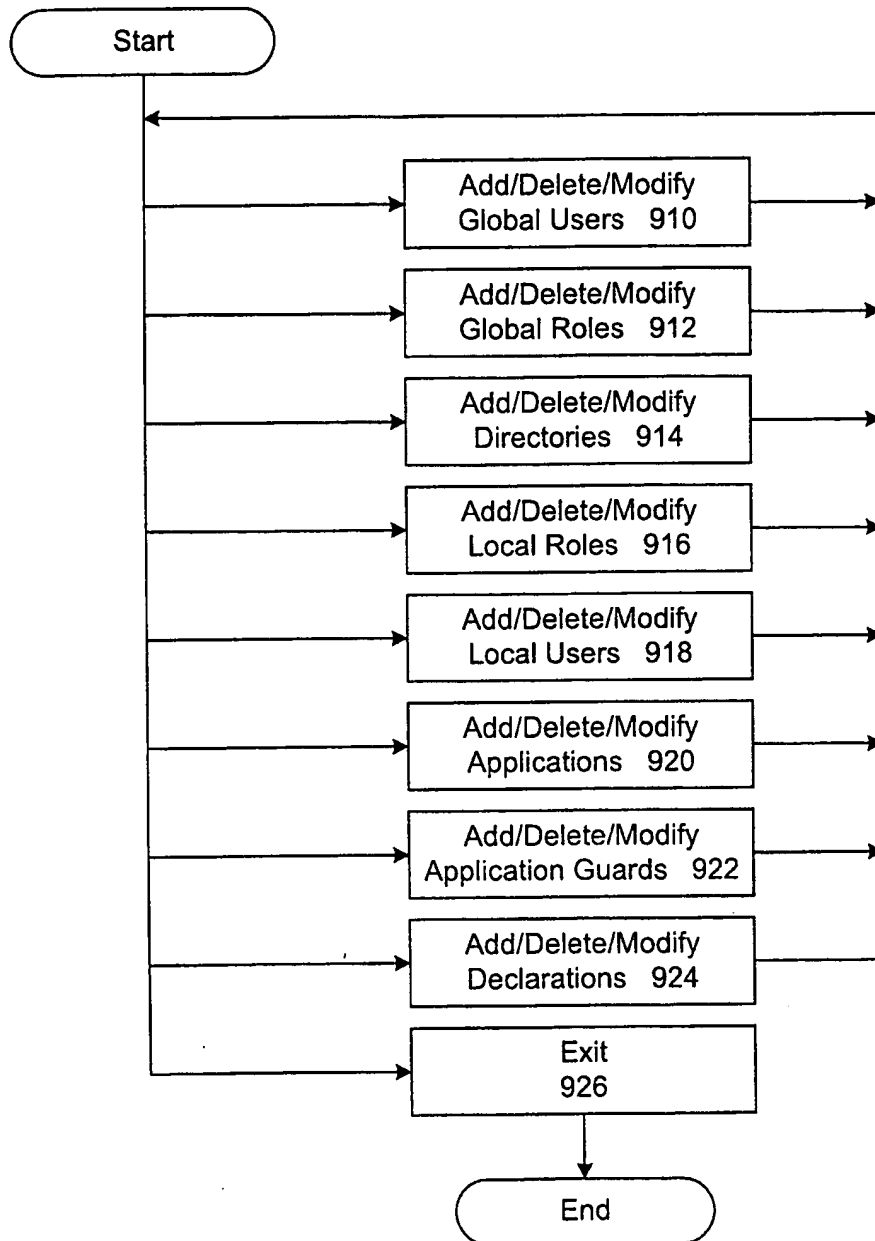 Start
Add/Delete/Modify
Global Users 910
Add/Delete/Modify
Global Roles 912
Add/Delete/Modify
Directories 914
Add/Delete/Modify
Local Roles 916
Add/Delete/Modify
Local Users 918
Add/Delete/Modify
Applications 920
Add/Delete/Modify
Application Guards 922
Add/Delete/Modify
Declarations 924
Exit
926
End